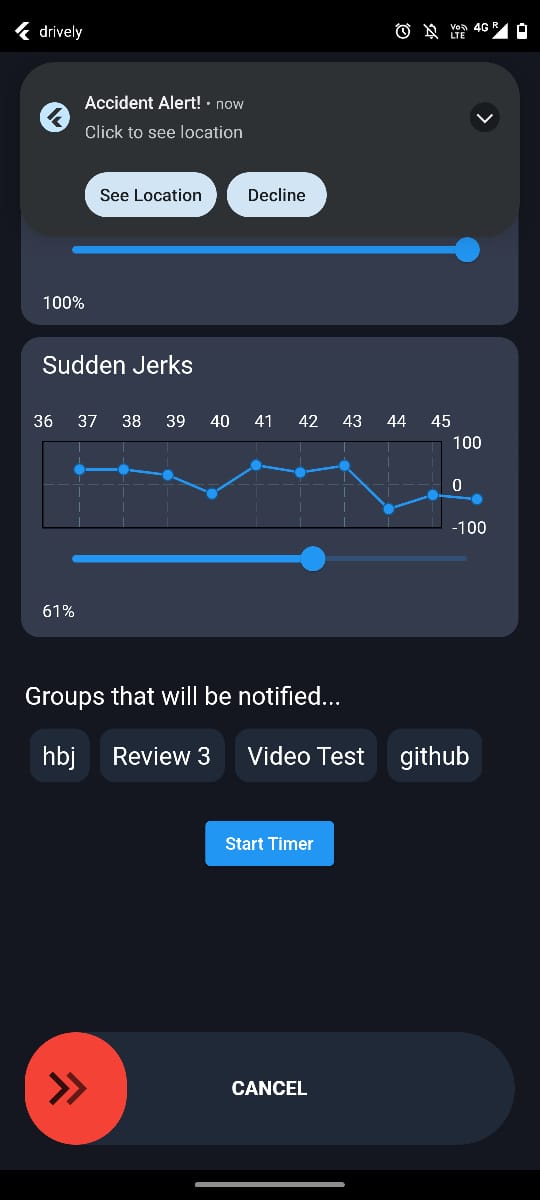 drively
VoLTE 4G R
Accident Alert! • now
Click to see location
See Location Decline
100%
Sudden Jerks
36 37 38 39 40 41 42 43 44 45
100
0
-100
61%
Groups that will be notified...
hbj Review 3 Video Test github
Start Timer
CANCEL